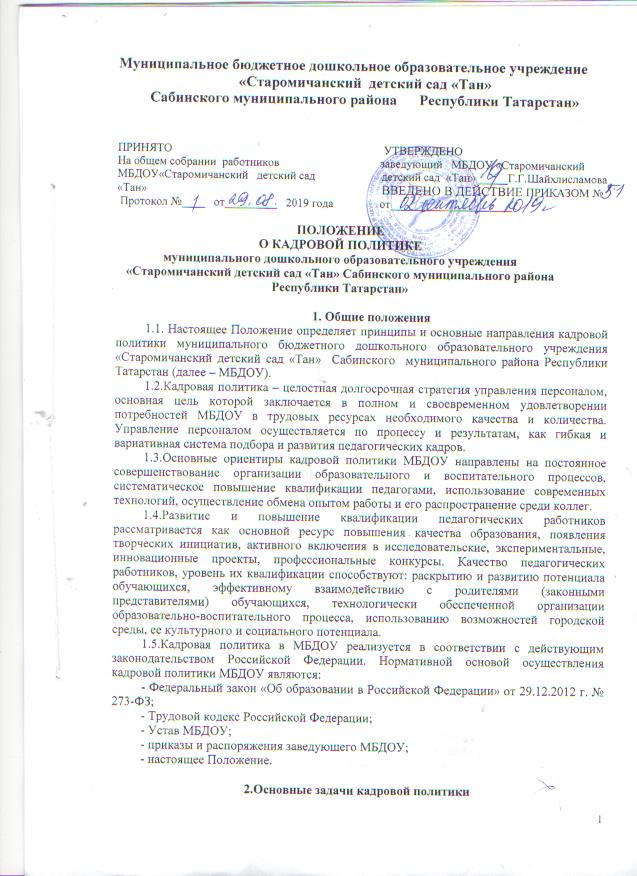 Муниципальное бюджетное дошкольное образовательное учреждение
«Старомичанский детский сад «Тан»
Сабинского муниципального района Республики Татарстан»
ПРИНЯТО
На общем собрании работников
МБДОУ«Старомичанский детский сад
«Тан»
Протокол № 1 от 29.08. 2019 года
УТВЕРЖДЕНО
заведующий МБДОУ «Старомичанский
детский сад «Тан» Г.Г.Шайхлисламова
ВВЕДЕНО В ДЕЙСТВИЕ ПРИКАЗОМ №51
от 02 сентябрь 2019г
ПОЛОЖЕНИЕ
О КАДРОВОЙ ПОЛИТИКЕ
муниципального дошкольного образовательного учреждения
«Старомичанский детский сад «Тан» Сабинского муниципального района
Республики Татарстан»
1. Общие положения
1.1. Настоящее Положение определяет принципы и основные направления кадровой
политики муниципального бюджетного дошкольного образовательного учреждения
«Старомичанский детский сад «Тан» Сабинского муниципального района Республики
Татарстан (далее – МБДОУ).
1.2.Кадровая политика – целостная долгосрочная стратегия управления персоналом,
основная цель которой заключается в полном и своевременном удовлетворении
потребностей МБДОУ в трудовых ресурсах необходимого качества и количества.
Управление персоналом осуществляется по процессу и результатам, как гибкая и
вариативная система подбора и развития педагогических кадров.
1.3.Основные ориентиры кадровой политики МБДОУ направлены на постоянное
совершенствование организации образовательного и воспитательного процессов,
систематическое повышение квалификации педагогами, использование современных
технологий, осуществление обмена опытом работы и его распространение среди коллег.
1.4.Развитие и повышение квалификации педагогических работников
рассматривается как основной ресурс повышения качества образования, появления
творческих инициатив, активного включения в исследовательские, экспериментальные,
инновационные проекты, профессиональные конкурсы. Качество педагогических
работников, уровень их квалификации способствуют: раскрытию и развитию потенциала
обучающихся, эффективному взаимодействию с родителями (законными
представителями) обучающихся, технологически обеспеченной организации
образовательно-воспитательного процесса, использованию возможностей городской
среды, ее культурного и социального потенциала.
1.5.Кадровая политика в МБДОУ реализуется в соответствии с действующим
законодательством Российской Федерации. Нормативной основой осуществления
кадровой политики МБДОУ являются:
- Федеральный закон «Об образовании в Российской Федерации» от 29.12.2012 г. №
273-ФЗ;
- Трудовой кодекс Российской Федерации;
- Устав МБДОУ;
- приказы и распоряжения заведующего МБДОУ;
- настоящее Положение.
2.Основные задачи кадровой политики
1